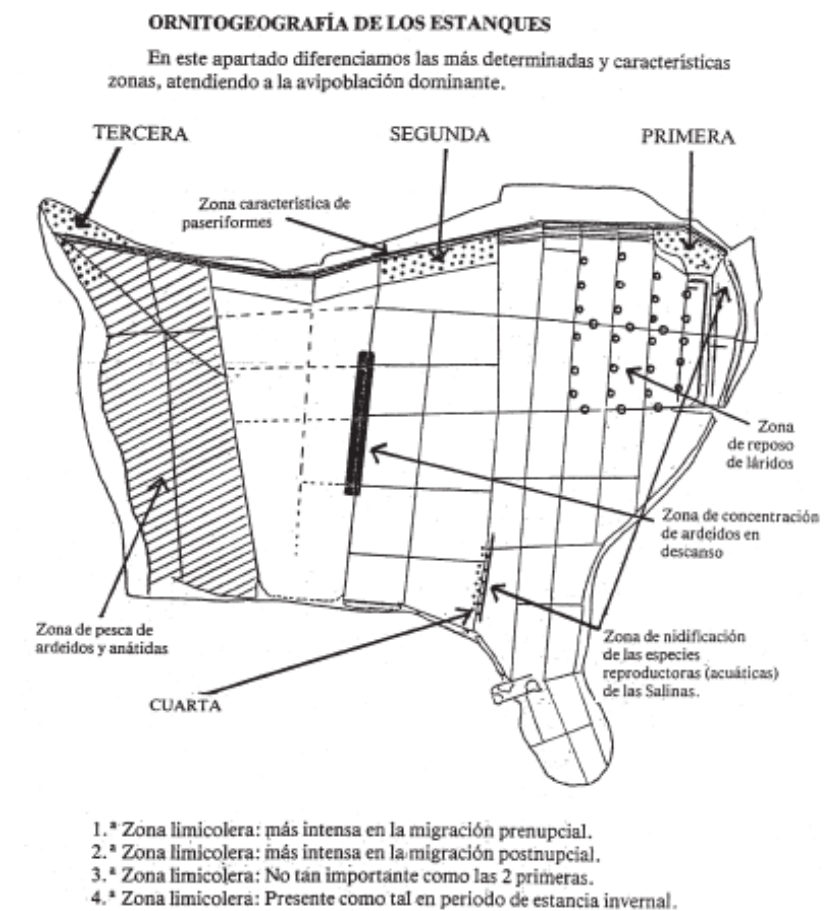 ORNITOGEOGRAFÍA DE LOS ESTANQUES
En este apartado diferenciamos las más determinadas y características
zonas, atendiendo a la avipoblación dominante.
TERCERA
SEGUNDA
PRIMERA
Zona característica de
paseriformes
Zona
de reposo
de láridos
Zona de concentración
de ardeidos en
descanso
Zona de pesca de
ardeidos y anátidas
Zona de nidificación
de las especies
reproductoras (acuáticas)
de las Salinas.
CUARTA
1.ª Zona limicolera: más intensa en la migración prenupcial.
2.ª Zona limicolera: más intensa en la migración postnupcial.
3.ª Zona limicolera: No tan importante como las 2 primeras.
4.ª Zona limicolera: Presente como tal en periodo de estancia invernal.